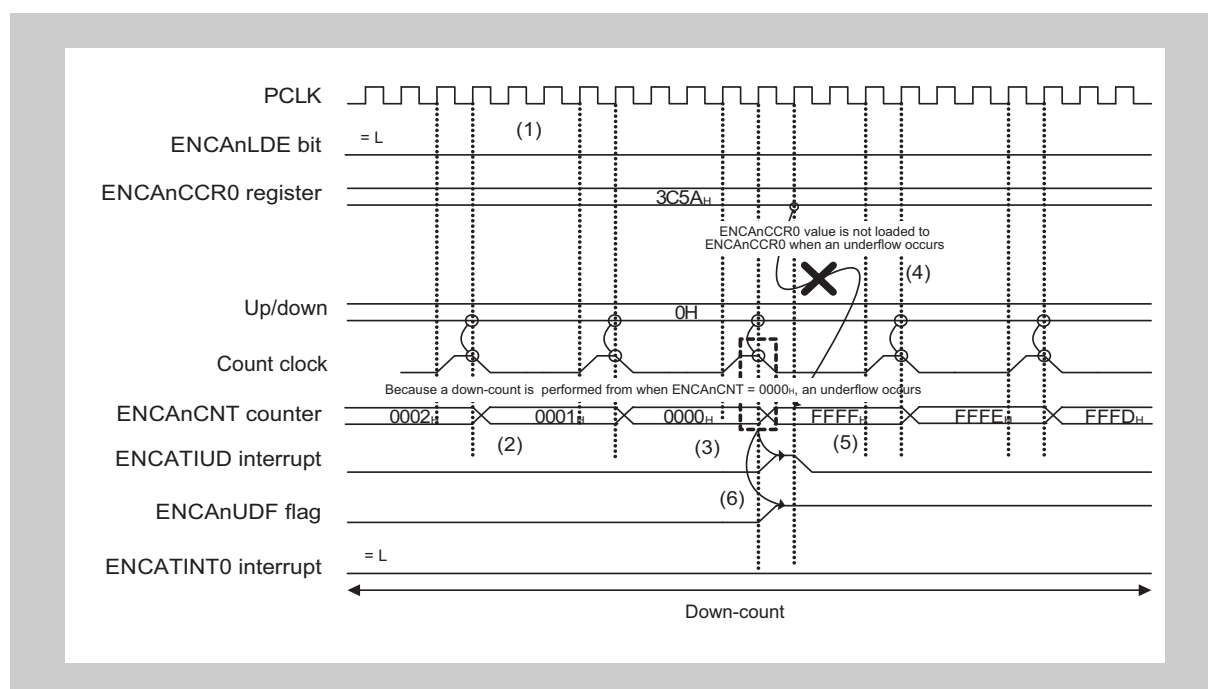 PCLK
(1)
ENCAnLDE bit
= L
ENCAnCCR0 register
3C5AH
ENCAnCCR0 value is not loaded to
ENCAnCCR0 when an underflow occurs
(4)
Up/down
0H
Count clock
Because a down-count is performed from when ENCAnCNT = 0000H, an underflow occurs
ENCAnCNT counter
0002H 0001H 0000H FFFFH FFFEH FFFDH
(2) (3) (5)
ENCATIUD interrupt
(6)
ENCAnUDF flag
ENCATINT0 interrupt
= L
Down-count